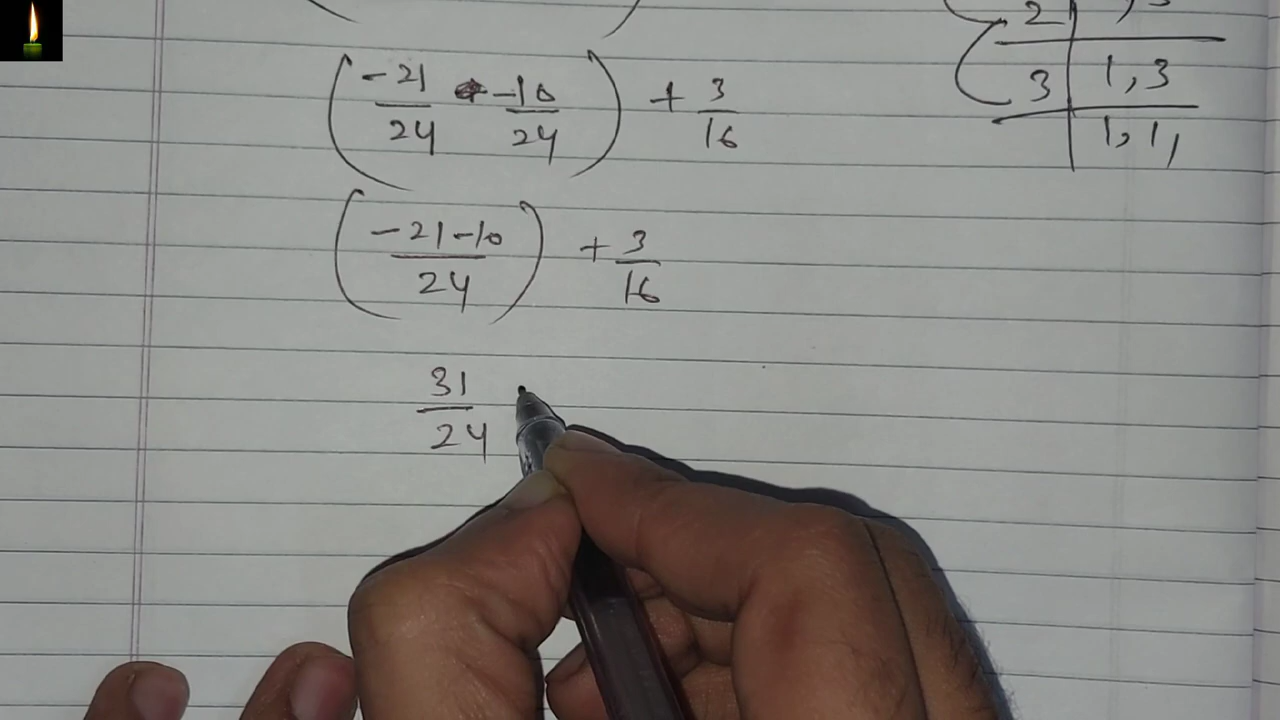 (-21/24 -10/24) + 3/16
(-21-10/24) + 3/16
31/24
2
3 | 1, 3
1, 1,